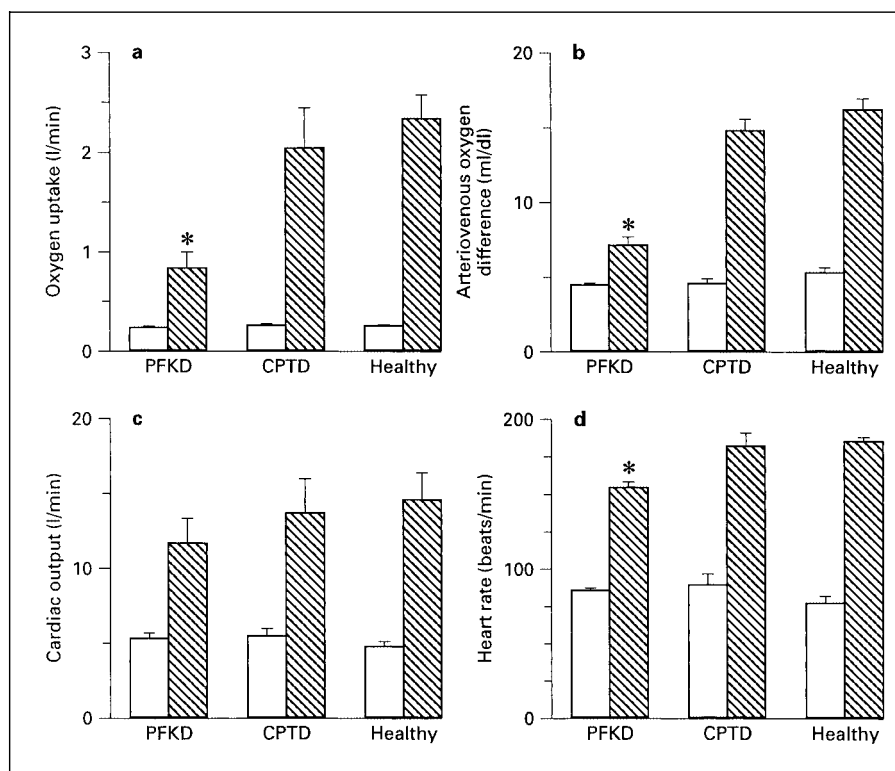 a
Oxygen uptake (l/min)
3
2
1
0
*
PFKD CPTD Healthy
b
Arteriovenous oxygen
difference (ml/dl)
20
10
0
*
PFKD CPTD Healthy
c
Cardiac output (l/min)
20
10
0
PFKD CPTD Healthy
d
Heart rate (beats/min)
200
100
0
*
PFKD CPTD Healthy